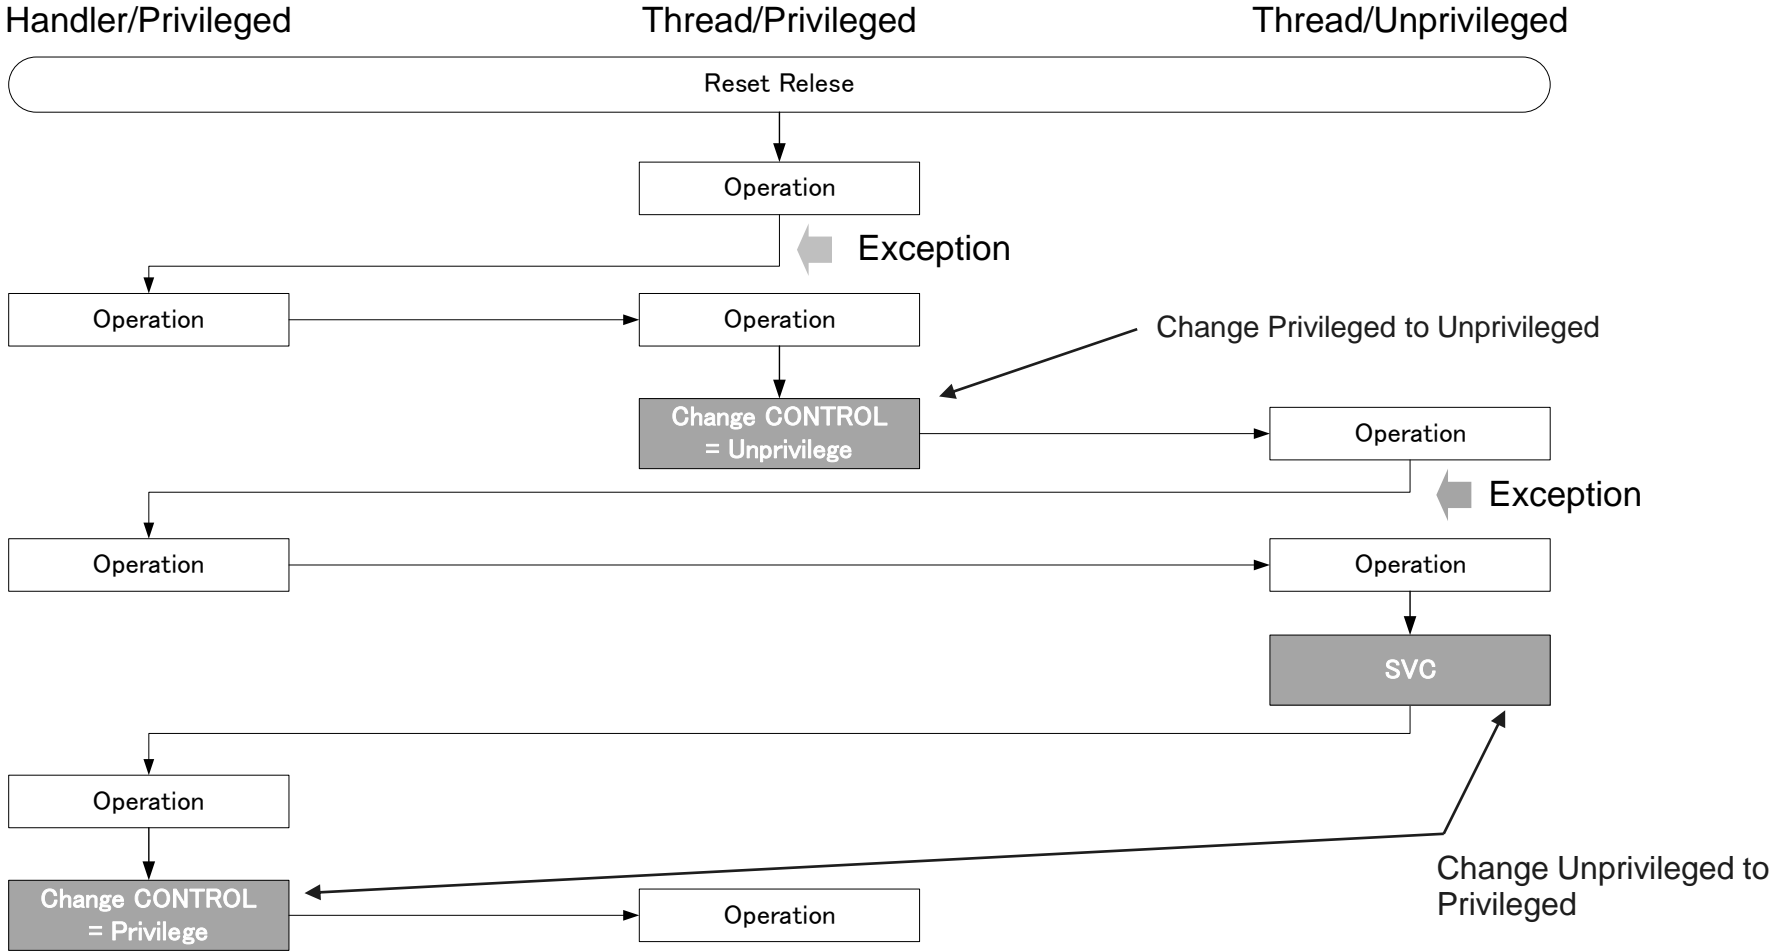 Handler/Privileged
Thread/Privileged
Thread/Unprivileged
Reset Relese
Operation
Exception
Operation
Operation
Change Privileged to Unprivileged
Change CONTROL
= Unprivilege
Operation
Exception
Operation
Operation
SVC
Operation
Change Unprivileged to
Privileged
Change CONTROL
= Privilege
Operation